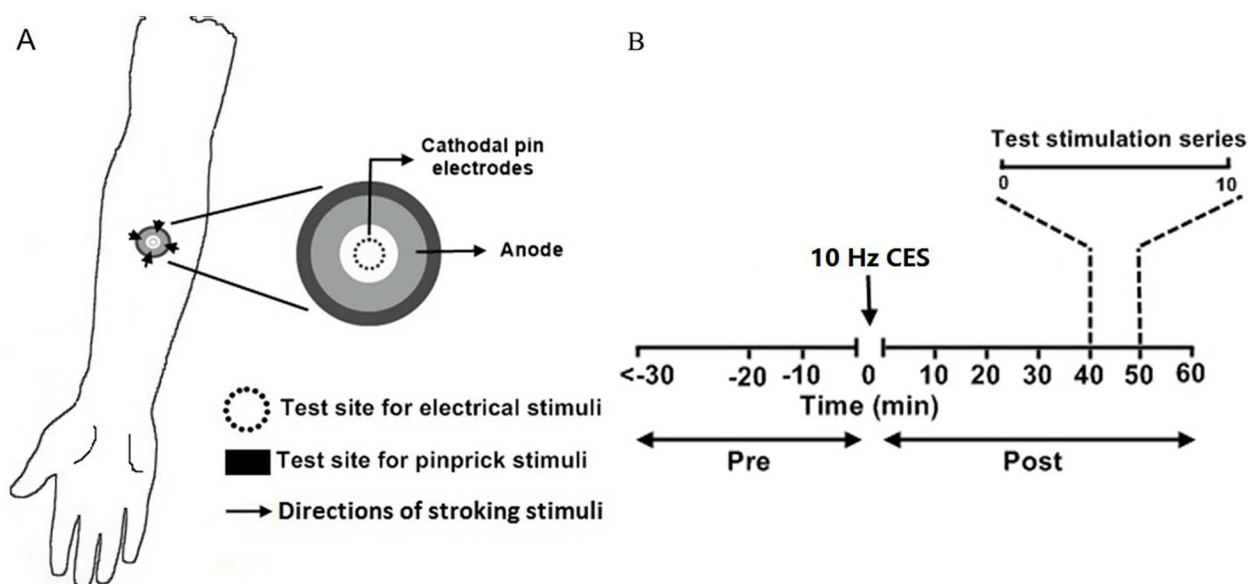 A
Cathodal pin
electrodes
Anode
Test site for electrical stimuli
Test site for pinprick stimuli
Directions of stroking stimuli
B
Test stimulation series
0 10
10 Hz CES
<-30 -20 -10 0 10 20 30 40 50 60
Time (min)
Pre Post